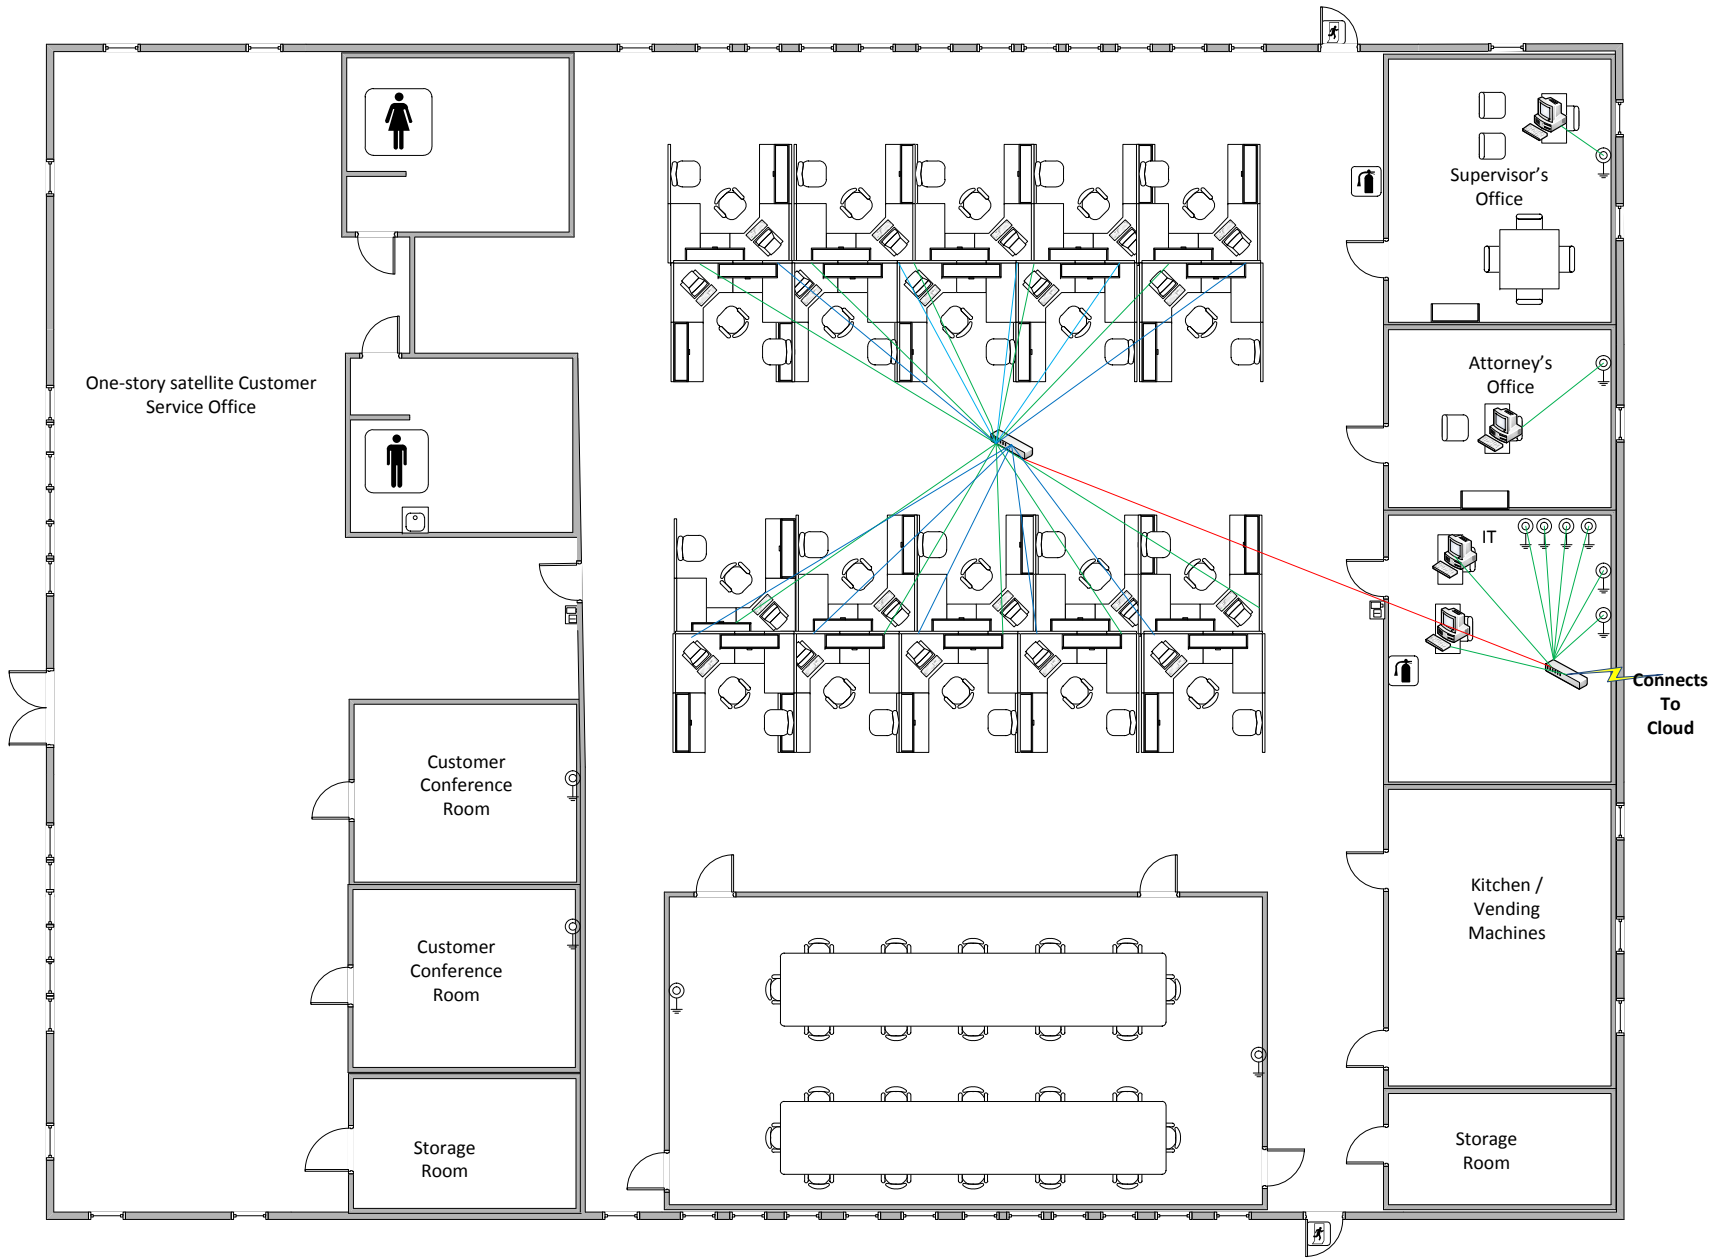 One-story satellite Customer
Service Office
Supervisor's
Office
Attorney's
Office
IT
Connects
To
Cloud
Customer
Conference
Room
Customer
Conference
Room
Kitchen /
Vending
Machines
Storage
Room
Storage
Room